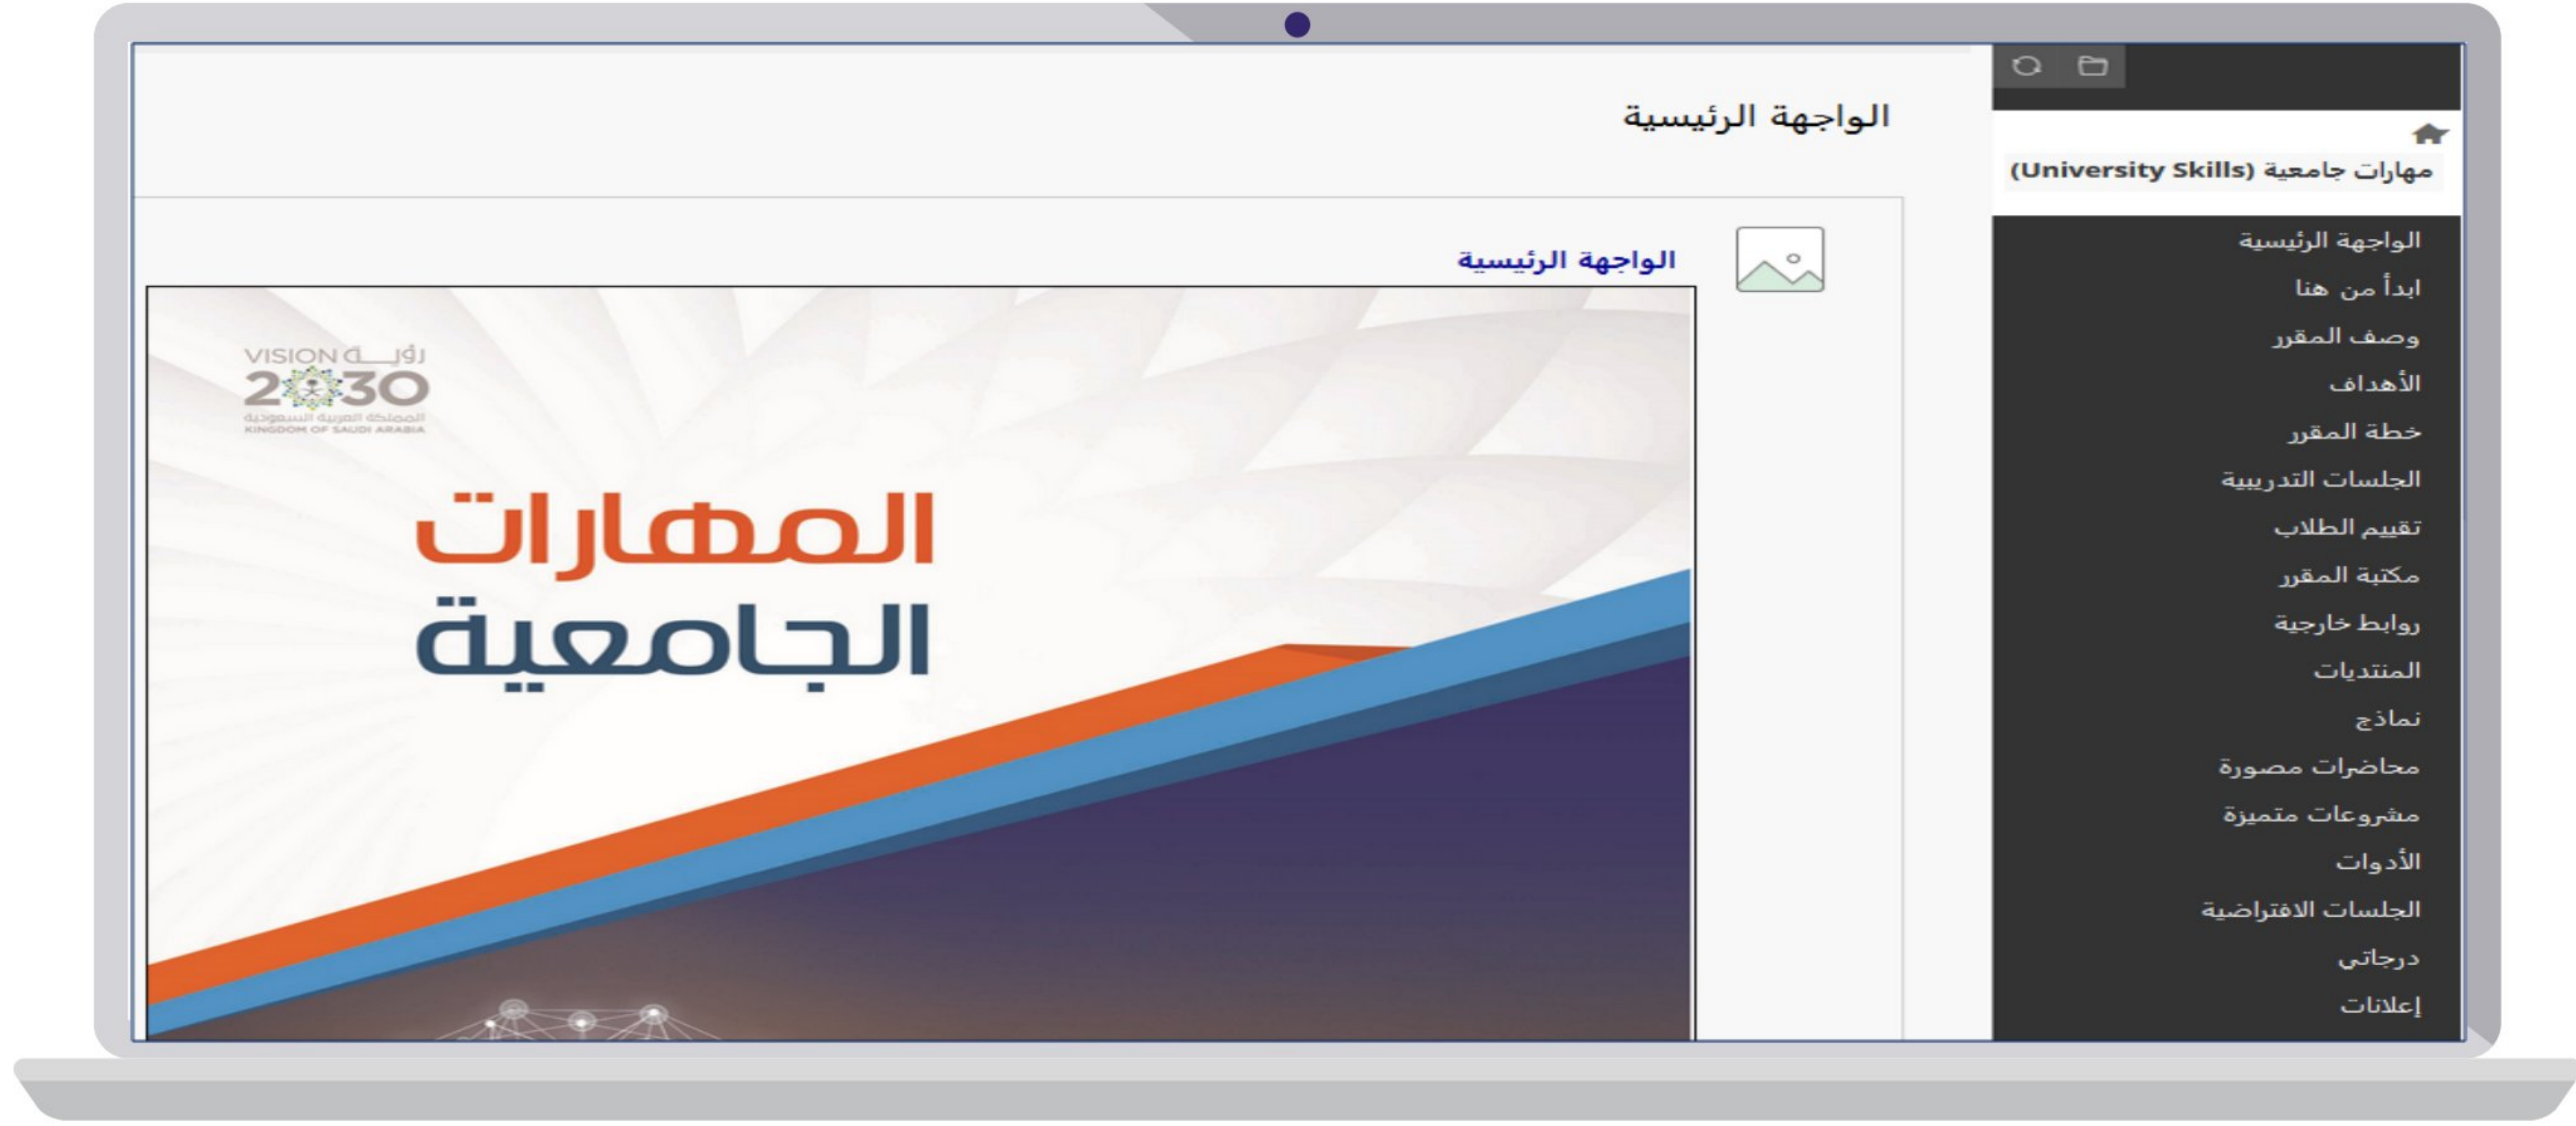 مهارات جامعية (University Skills)
الواجهة الرئيسية
ابدأ من هنا
وصف المقرر
الأهداف
خطة المقرر
الجلسات التدريبية
تقييم الطلاب
مكتبة المقرر
روابط خارجية
المنتديات
نماذج
محاضرات مصورة
مشروعات متميزة
الأدوات
الجلسات الافتراضية
درجاتي
إعلانات
الواجهة الرئيسية
الواجهة الرئيسية
VISION رؤيــة
2030
المملكة العربية السعودية
KINGDOM OF SAUDI ARABIA
المهارات
الجامعية